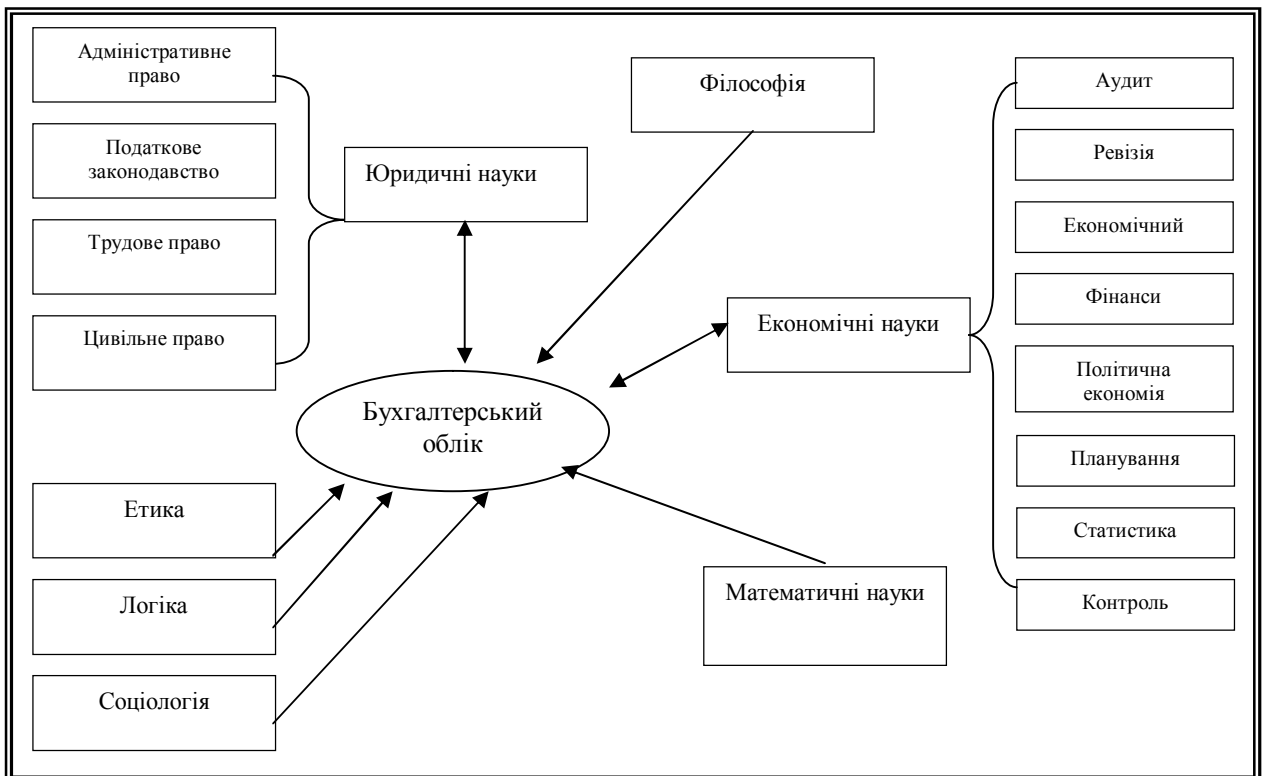 Адміністративне
право
Податкове
законодавство
Трудове право
Цивільне право
Юридичні науки
Філософія
Економічні науки
Аудит
Ревізія
Економічний
Фінанси
Політична
економія
Планування
Статистика
Контроль
Бухгалтерський
облік
Етика
Логіка
Соціологія
Математичні науки